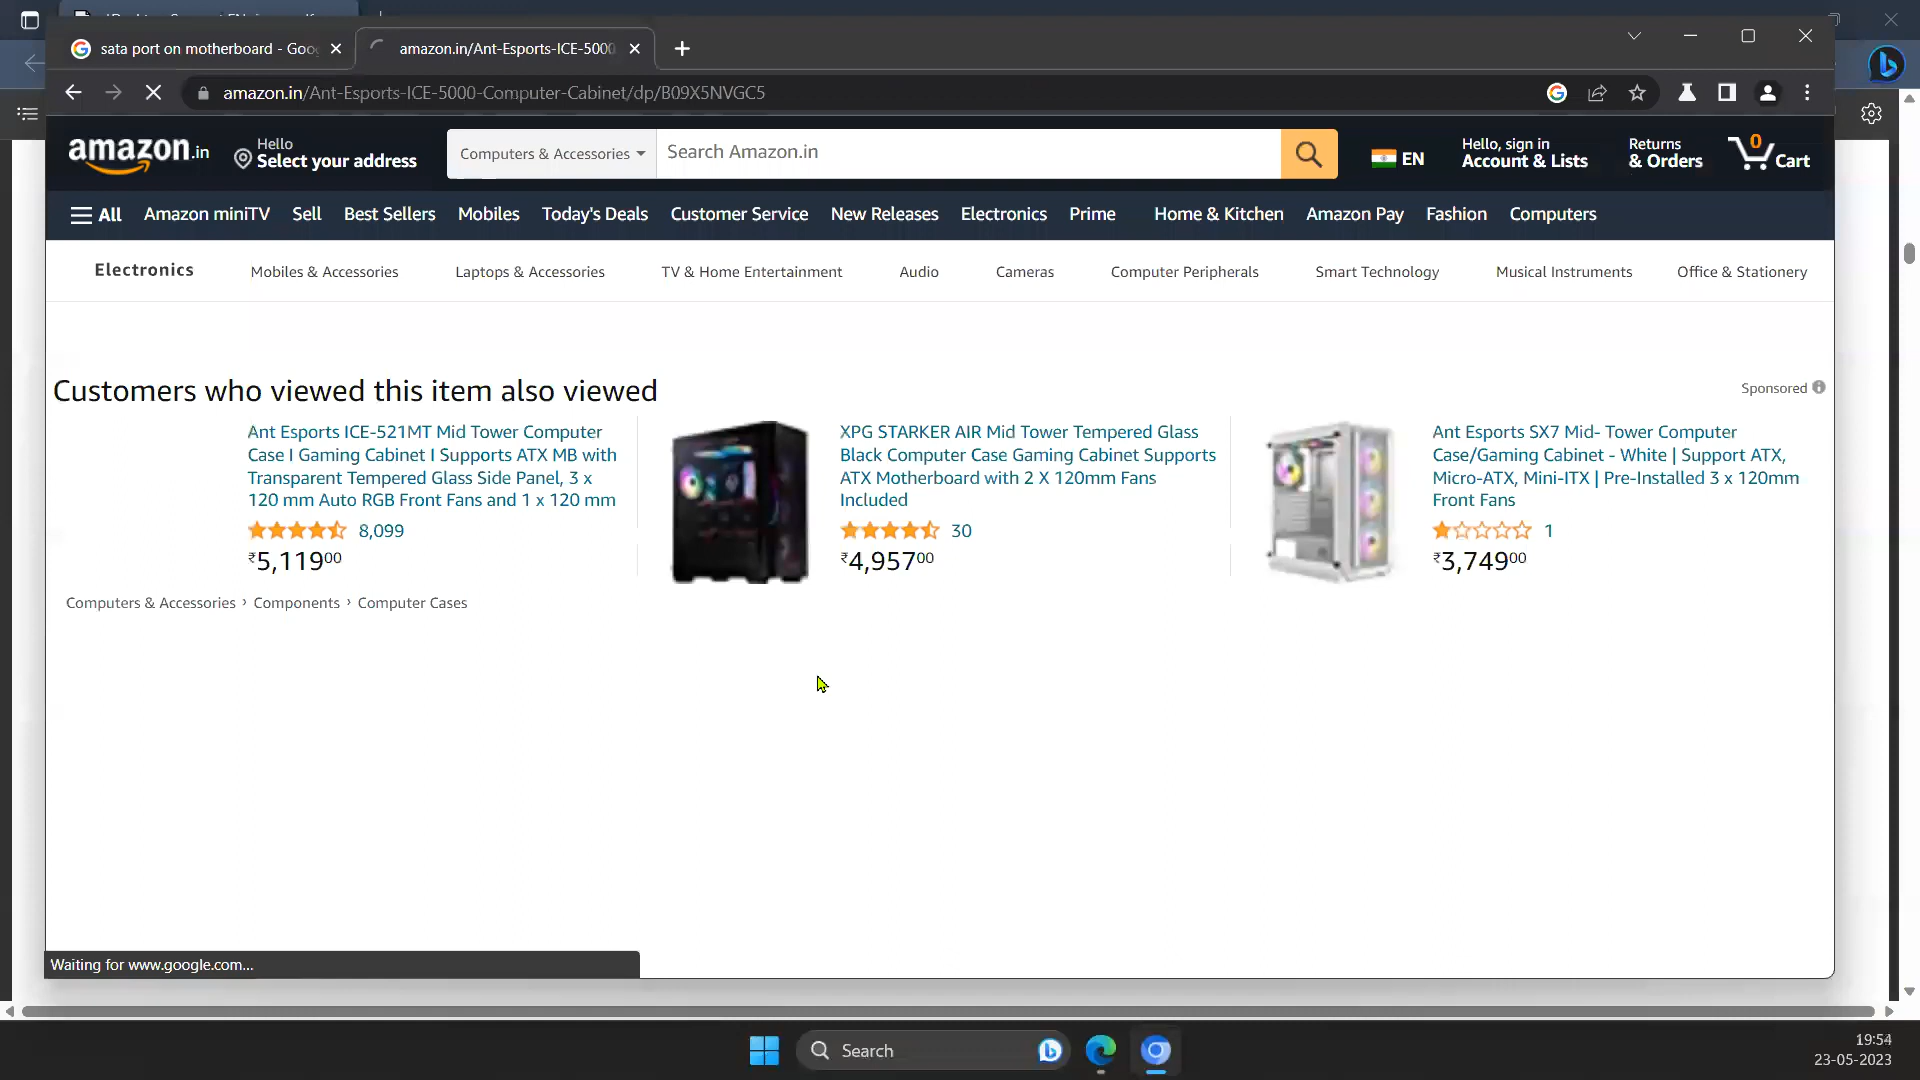 sata port on motherboard - Goo
amazon.in/Ant-Esports-ICE-5000
amazon.in/Ant-Esports-ICE-5000-Computer-Cabinet/dp/B09X5NVGC5
amazon.in
Hello
Select your address
Computers & Accessories
Search Amazon.in
EN
Hello, sign in
Account & Lists
Returns
& Orders
0
Cart
All
Amazon miniTV
Sell
Best Sellers
Mobiles
Today's Deals
Customer Service
New Releases
Electronics
Prime
Home & Kitchen
Amazon Pay
Fashion
Computers
Electronics
Mobiles & Accessories
Laptops & Accessories
TV & Home Entertainment
Audio
Cameras
Computer Peripherals
Smart Technology
Musical Instruments
Office & Stationery
Customers who viewed this item also viewed
Sponsored
Ant Esports ICE-521MT Mid Tower Computer
Case I Gaming Cabinet I Supports ATX MB with
Transparent Tempered Glass Side Panel, 3 x
120 mm Auto RGB Front Fans and 1 x 120 mm
8,099
₹5,11900
XPG STARKER AIR Mid Tower Tempered Glass
Black Computer Case Gaming Cabinet Supports
ATX Motherboard with 2 X 120mm Fans
Included
30
₹4,95700
Ant Esports SX7 Mid- Tower Computer
Case/Gaming Cabinet - White | Support ATX,
Micro-ATX, Mini-ITX | Pre-Installed 3 x 120mm
Front Fans
1
₹3,74900
Computers & Accessories › Components › Computer Cases
Waiting for www.google.com...
Search
19:54
23-05-2023